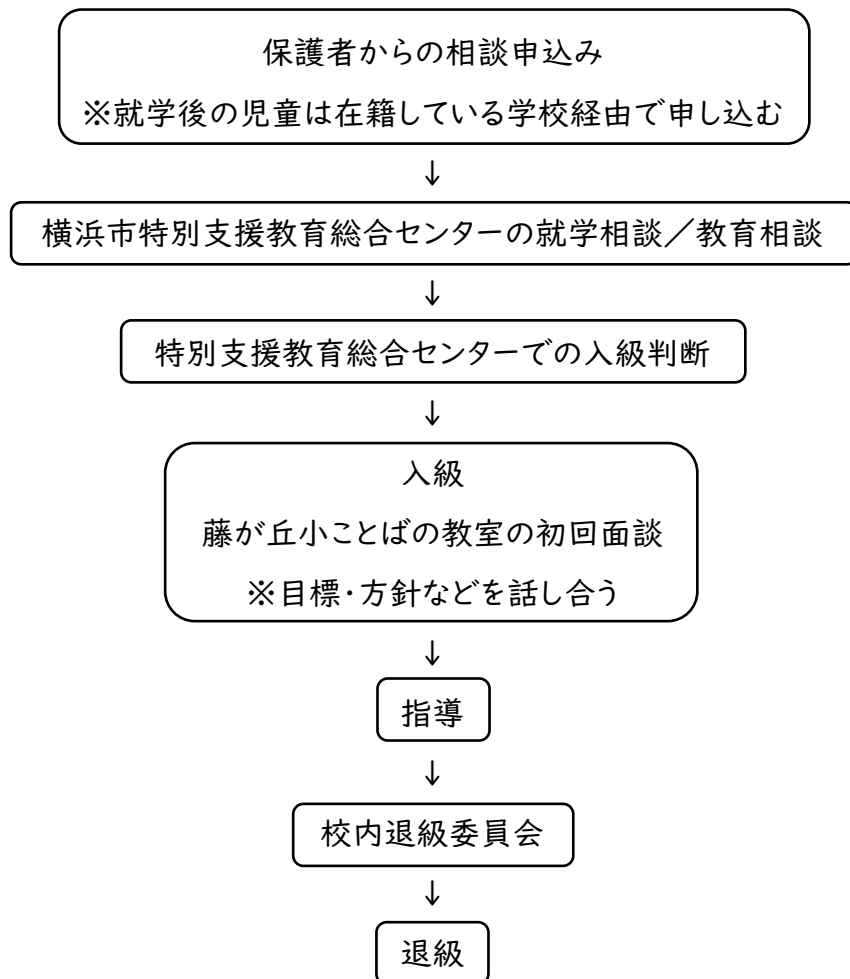 保護者からの相談申込み
※就学後の児童は在籍している学校経由で申し込む
↓
横浜市特別支援教育総合センターの就学相談／教育相談
↓
特別支援教育総合センターでの入級判断
↓
入級
藤が丘小ことばの教室の初回面談
※目標・方針などを話し合う
↓
指導
↓
校内退級委員会
↓
退級